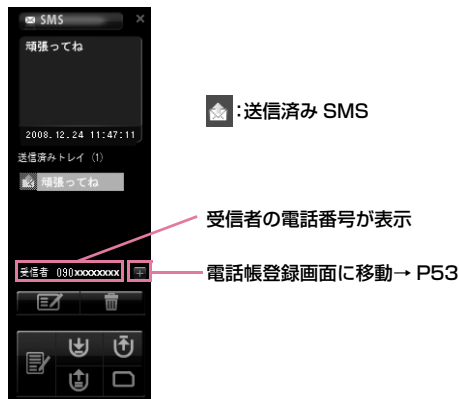 SMS
頑張ってね
2008.12.24 11:47:11
送信済みトレイ (1)
頑張ってね
受信者 090xxxxxxxx
:送信済み SMS
受信者の電話番号が表示
電話帳登録画面に移動→ P53